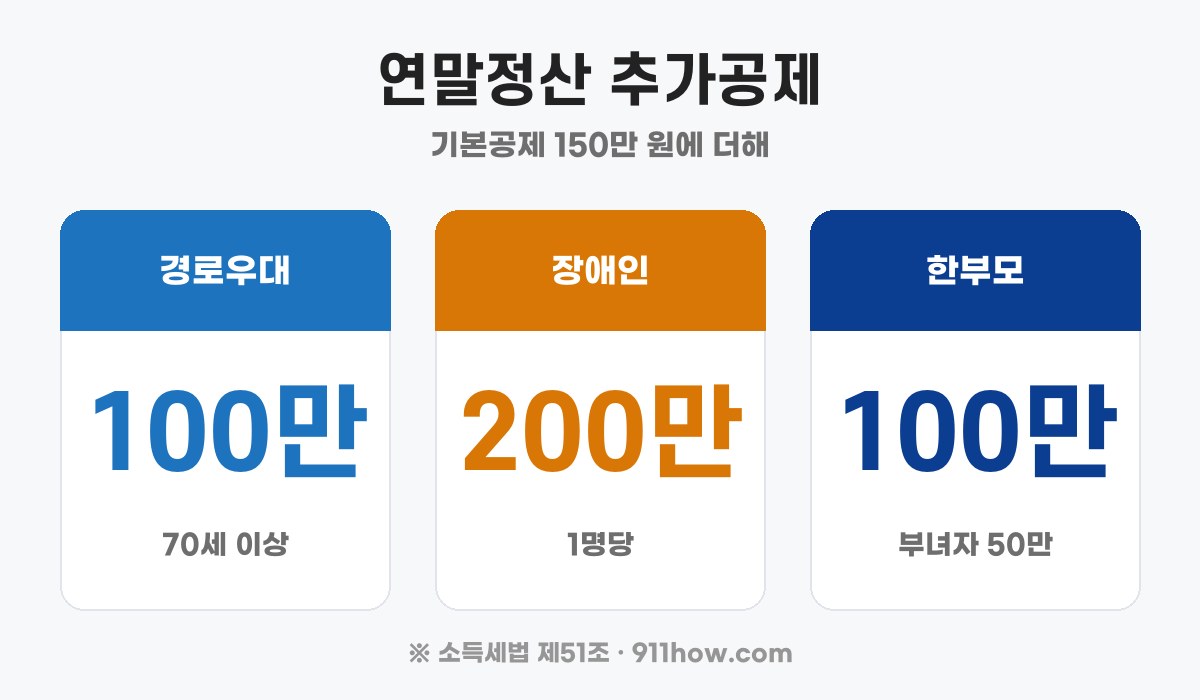 연말정산 추가공제
기본공제 150만 원에 더해
경로우대
100만
70세 이상
장애인
200만
1명당
한부모
100만
부녀자 50만
※ 소득세법 제51조 · 911how.com